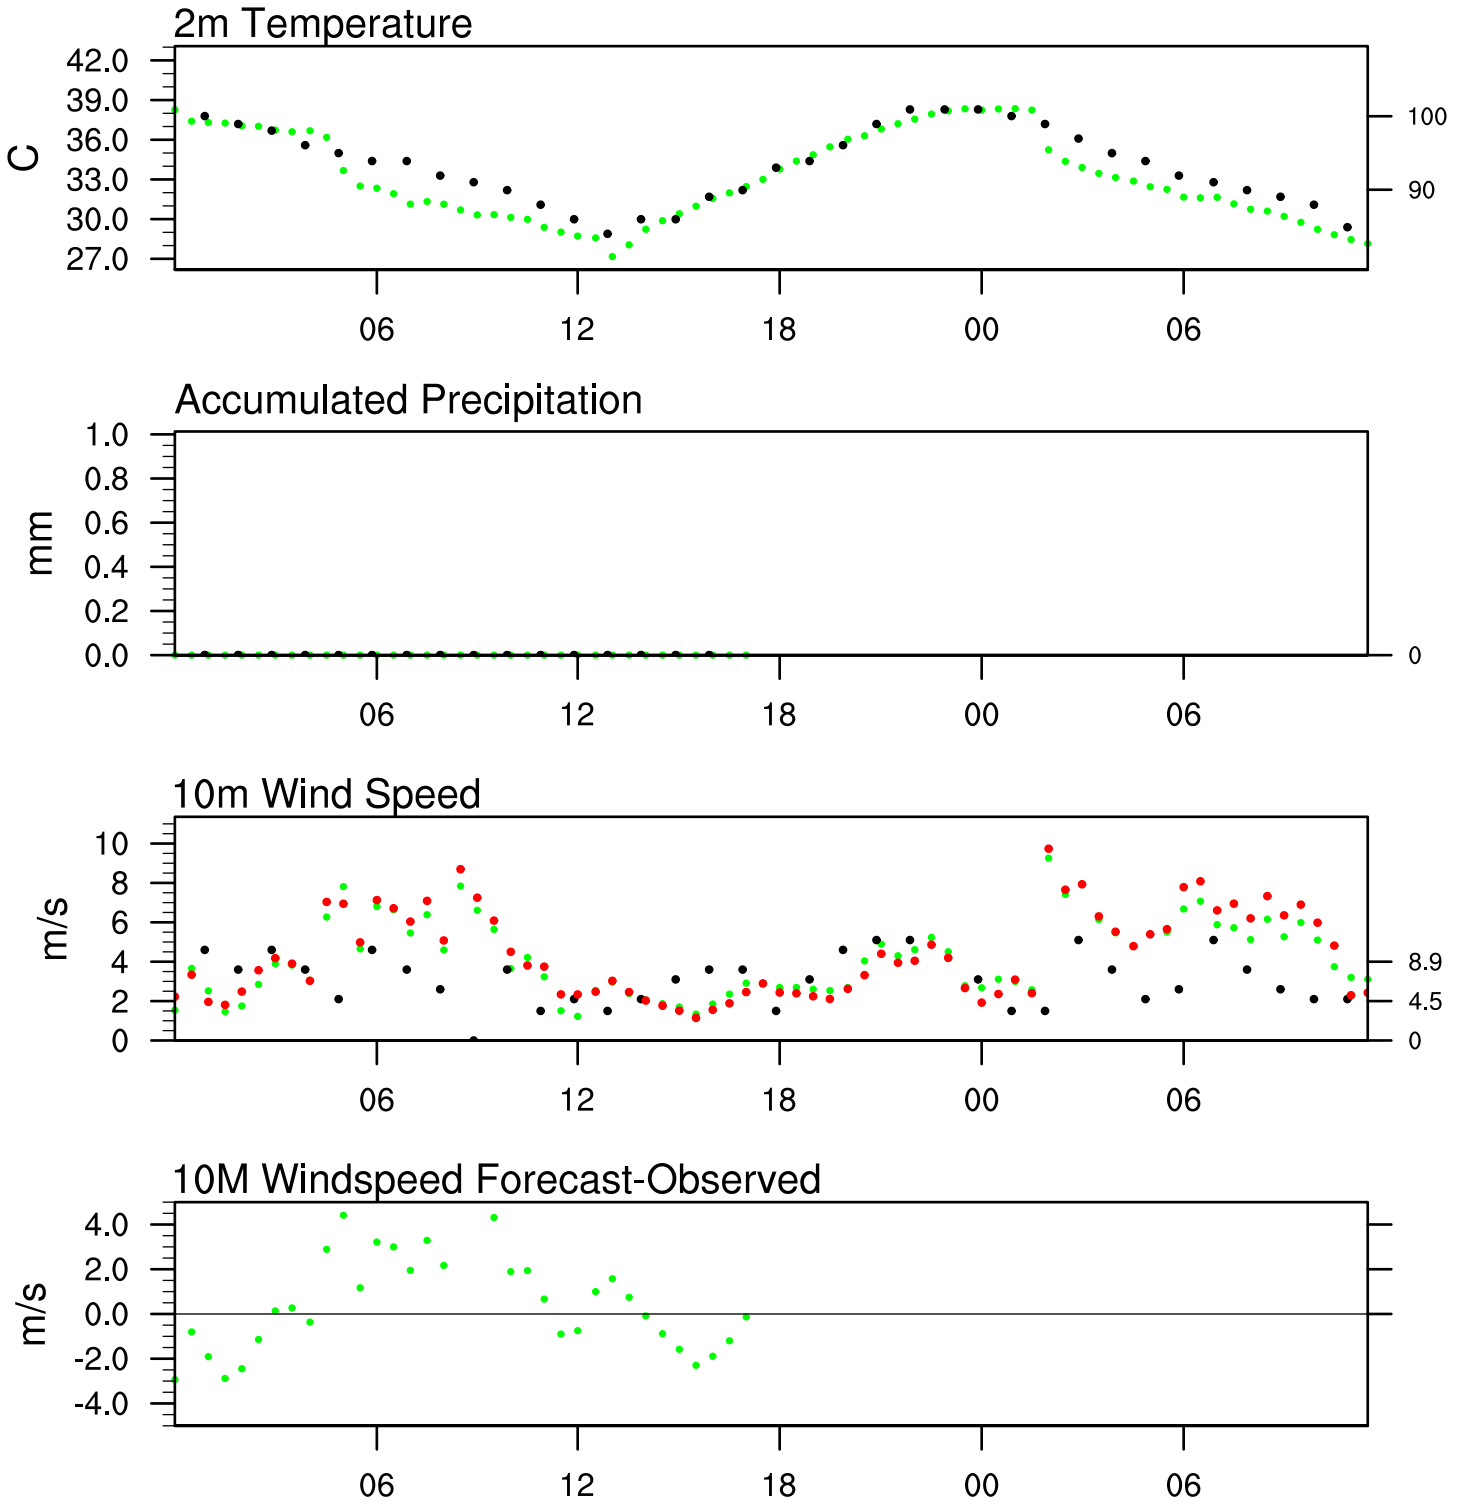 2m Temperature
42.0
39.0
36.0
33.0
30.0
27.0
C
100
90
06 12 18 00 06
Accumulated Precipitation
1.0
0.8
0.6
0.4
0.2
0.0
mm
0
06 12 18 00 06
10m Wind Speed
10
8
6
4
2
0
m/s
8.9
4.5
0
06 12 18 00 06
10M Windspeed Forecast-Observed
4.0
2.0
0.0
-2.0
-4.0
m/s
06 12 18 00 06